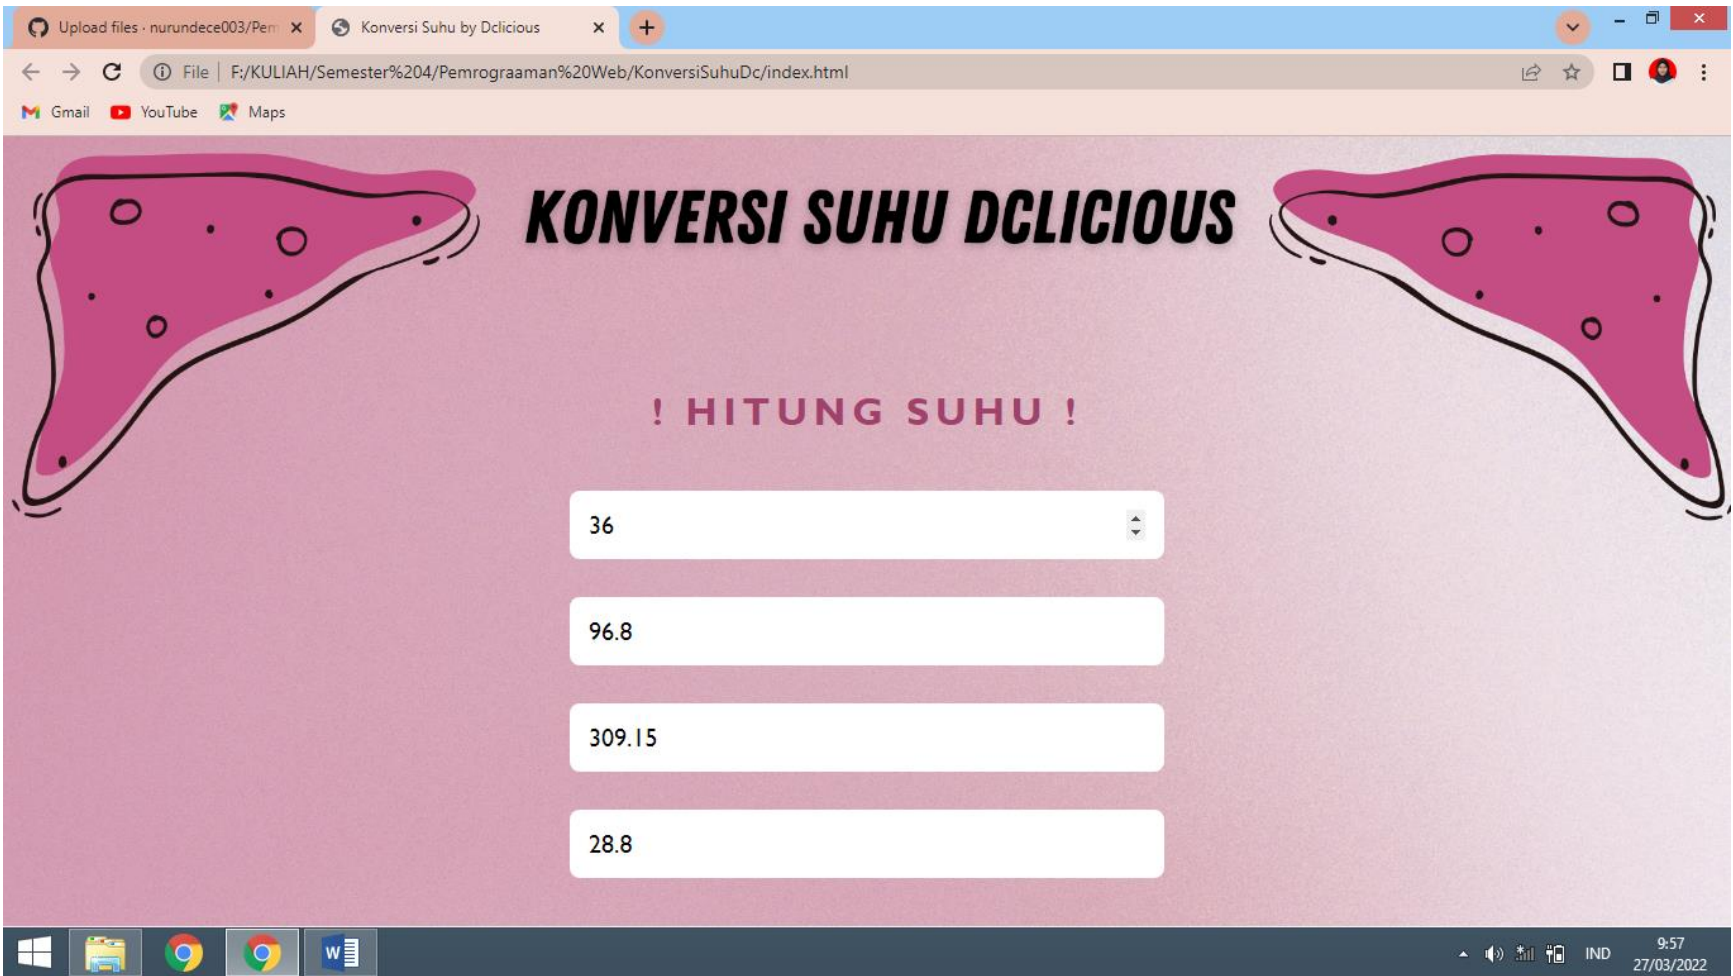 Upload files · nurundece003/Pem
Konversi Suhu by Dclicious
File | F:/KULIAH/Semester%204/Pemrograaman%20Web/KonversiSuhuDc/index.html
Gmail YouTube Maps
KONVERSI SUHU DCLICIOUS
! HITUNG SUHU !
36
96.8
309.15
28.8
IND
9:57
27/03/2022